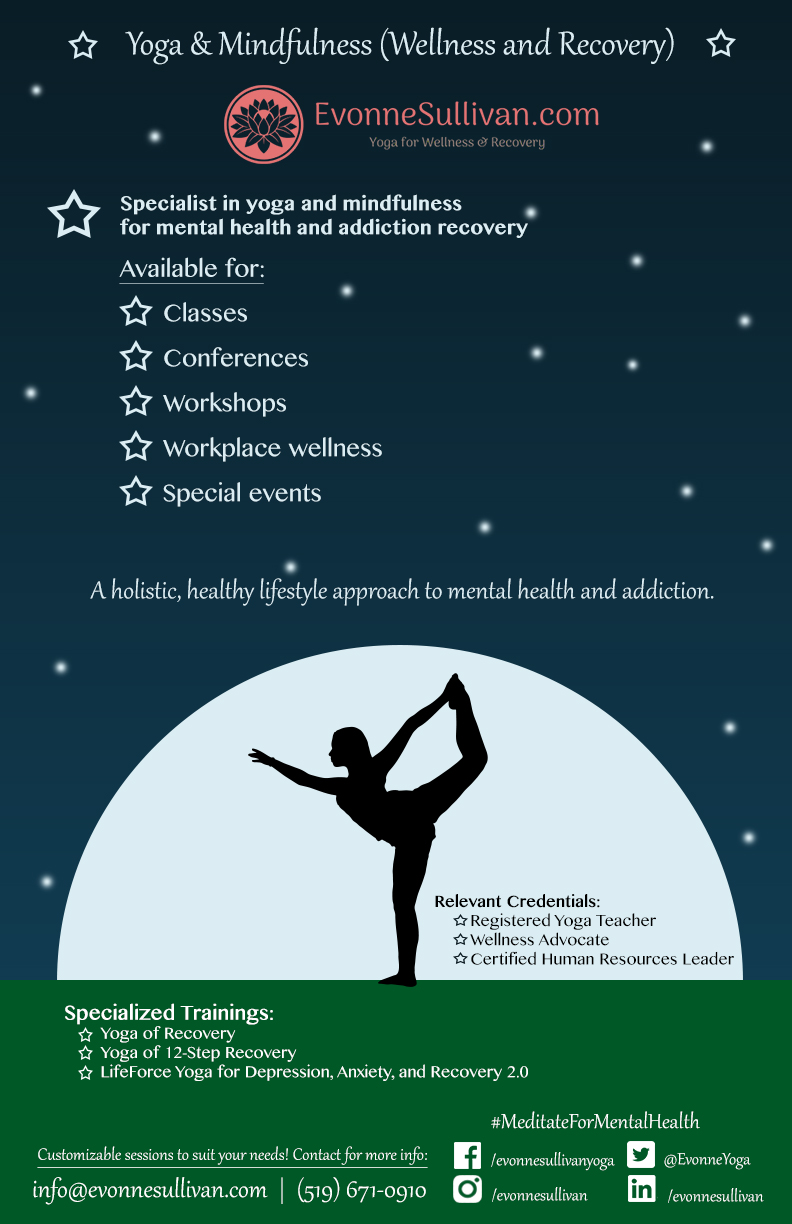 Yoga & Mindfulness (Wellness and Recovery)
EvonneSullivan.com
Yoga for Wellness & Recovery
Specialist in yoga and mindfulness
for mental health and addiction recovery
Available for:
Classes
Conferences
Workshops
Workplace wellness
Special events
A holistic, healthy lifestyle approach to mental health and addiction.
Relevant Credentials:
Registered Yoga Teacher
Wellness Advocate
Certified Human Resources Leader
Specialized Trainings:
Yoga of Recovery
Yoga of 12-Step Recovery
LifeForce Yoga for Depression, Anxiety, and Recovery 2.0
#MeditateForMentalHealth
Customizable sessions to suit your needs! Contact for more info:
info@evonnesullivan.com | (519) 671-0910
/evonnesullivanyoga
@EvonneYoga
/evonnesullivan
/evonnesullivan